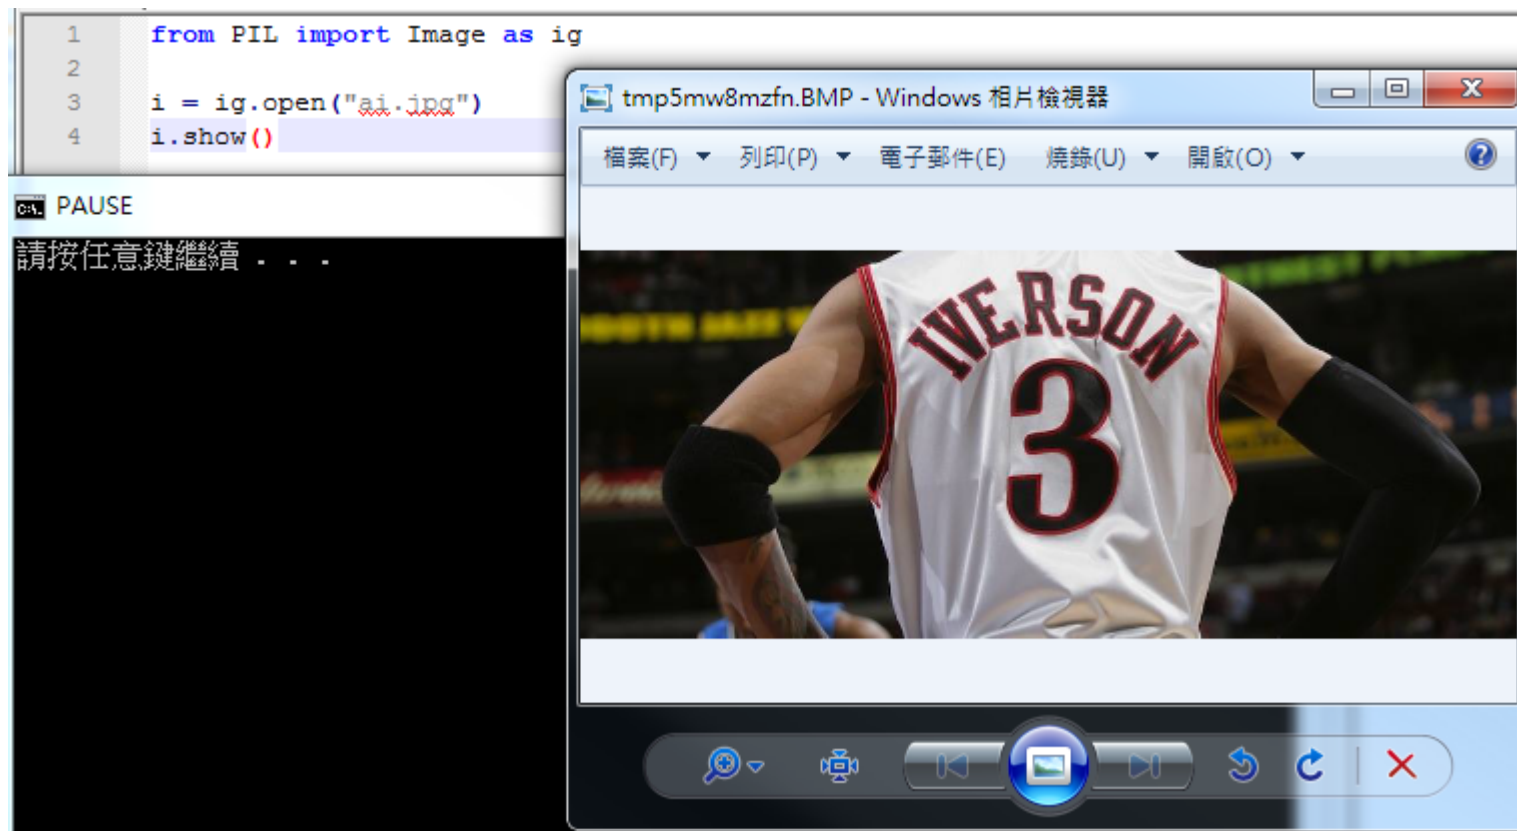 1 from PIL import Image as ig
2
3 i = ig.open("ai.jpg")
4 i.show()
tmp5mw8mzfn.BMP - Windows 相片檢視器
檔案(F) 列印(P) 電子郵件(E) 燒錄(U) 開啟(O)
PAUSE
請按任意鍵繼續 . . .
IVERSON
3